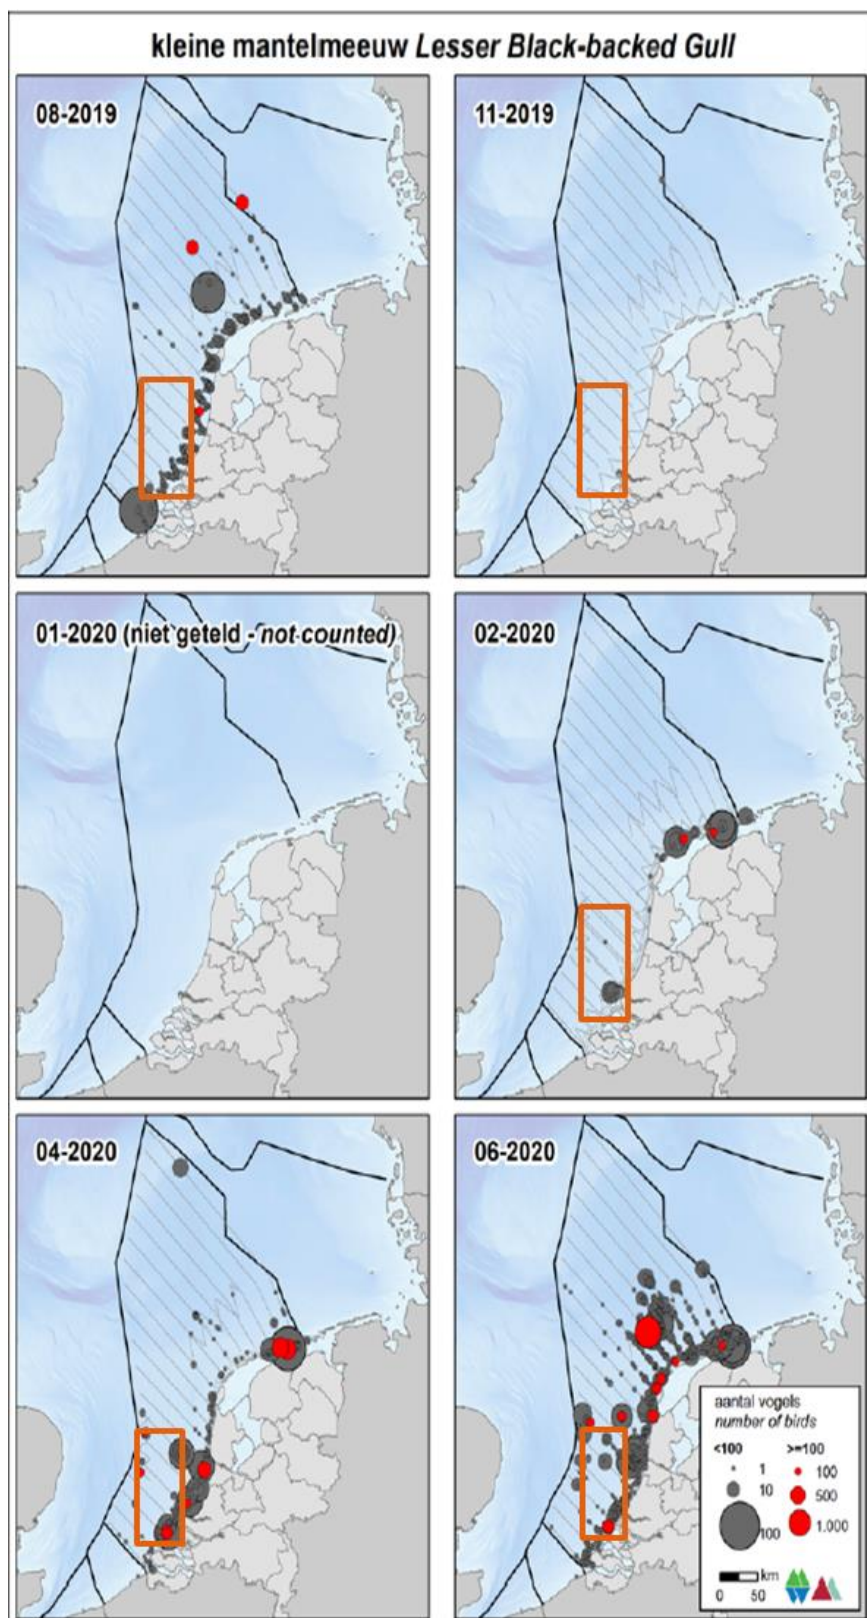 kleine mantelmeeuw Lesser Black-backed Gull
08-2019
11-2019
01-2020 (niet geteld - not counted)
02-2020
04-2020
06-2020
aantal vogels
number of birds
<100 >=100
1 100
10 500
100 1.000
km
0 50